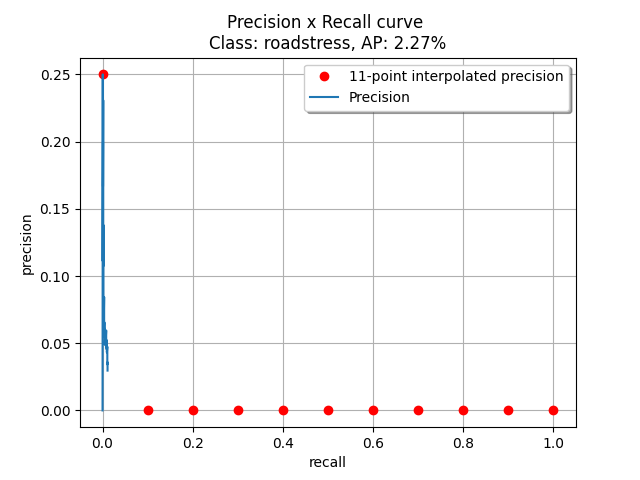 Precision x Recall curve
Class: roadstress, AP: 2.27%
11-point interpolated precision
Precision
precision
0.25
0.20
0.15
0.10
0.05
0.00
0.0 0.2 0.4 0.6 0.8 1.0
recall